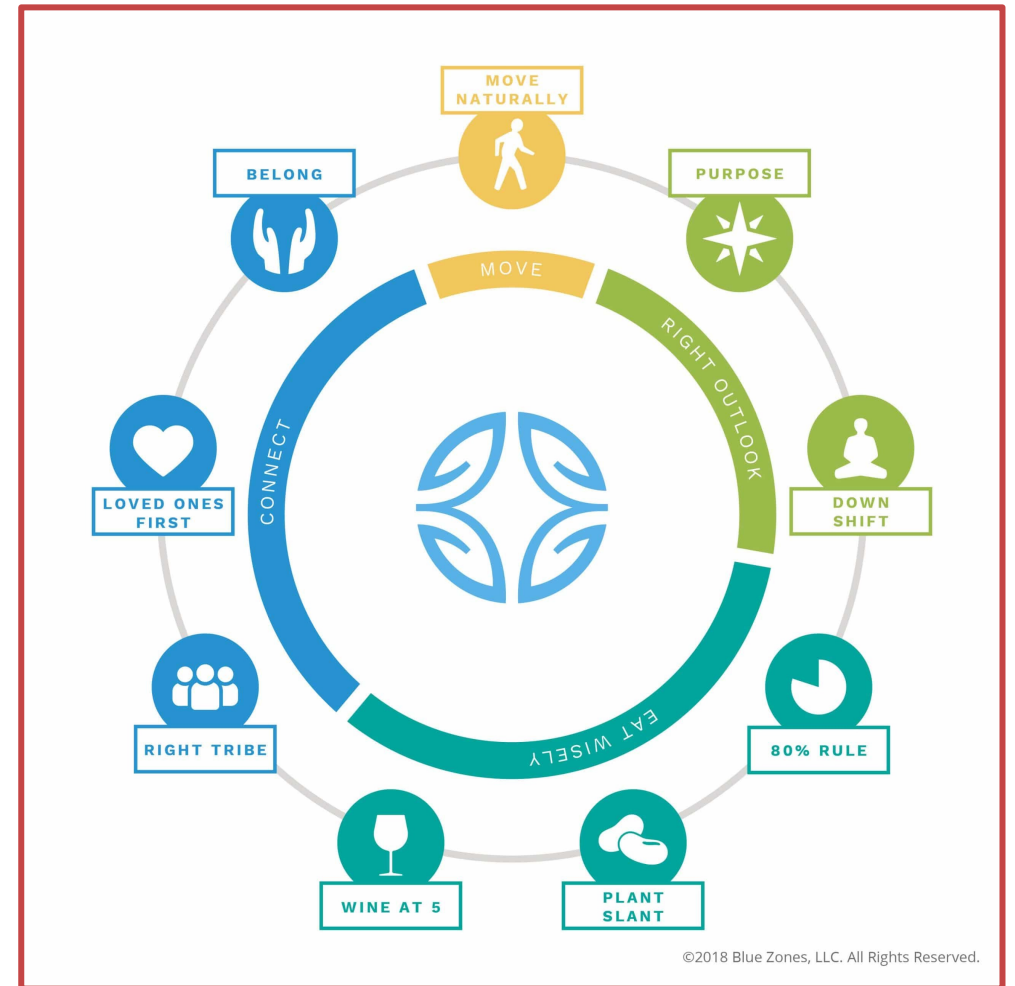 MOVE
NATURALLY
BELONG
PURPOSE
MOVE
RIGHT OUTLOOK
CONNECT
LOVED ONES
FIRST
DOWN
SHIFT
EAT WISELY
RIGHT TRIBE
80% RULE
WINE AT 5
PLANT
SLANT
©2018 Blue Zones, LLC. All Rights Reserved.